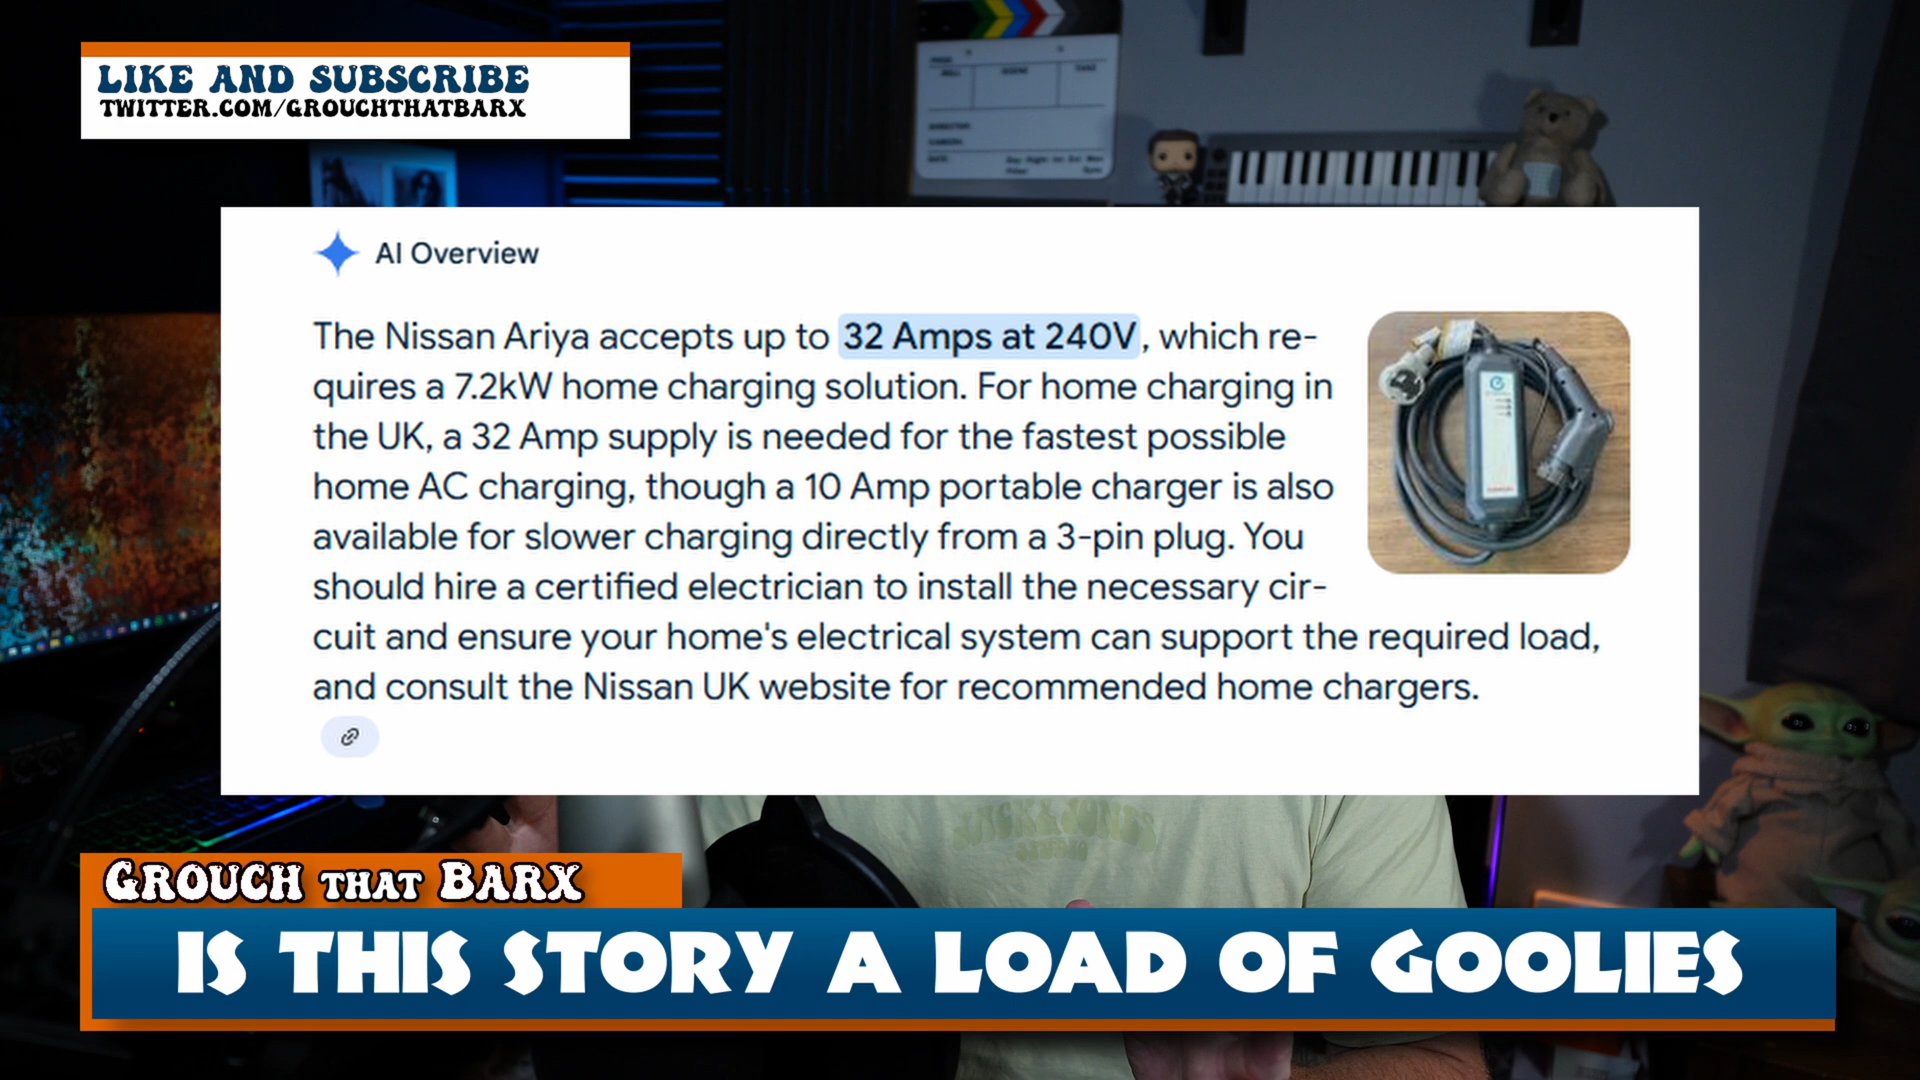 LIKE AND SUBSCRIBE
TWITTER.COM/GROUCHTHATBARX
AI Overview
The Nissan Ariya accepts up to 32 Amps at 240V, which re-
quires a 7.2kW home charging solution. For home charging in
the UK, a 32 Amp supply is needed for the fastest possible
home AC charging, though a 10 Amp portable charger is also
available for slower charging directly from a 3-pin plug. You
should hire a certified electrician to install the necessary cir-
cuit and ensure your home's electrical system can support the required load,
and consult the Nissan UK website for recommended home chargers.
GROUCH THAT BARX
IS THIS STORY A LOAD OF GOOLIES